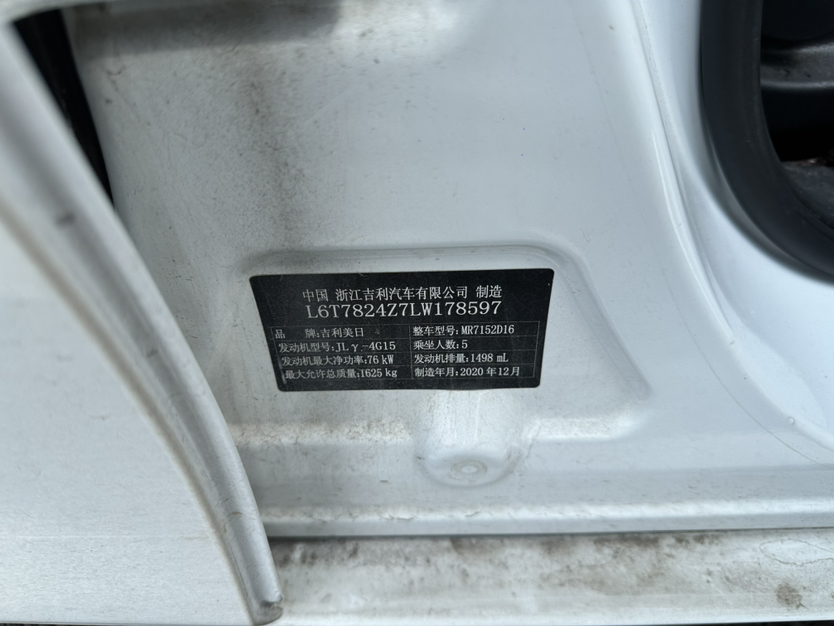 中国 浙江吉利汽车有限公司 制造
L6T7824Z7LW178597
品 牌:吉利美日 整车型号:MR7152D16
发动机型号:JLγ-4G15 乘坐人数:5
发动机最大净功率:76 kW 发动机排量:1498 mL
最大允许总质量:1625 kg 制造年月:2020 年12月